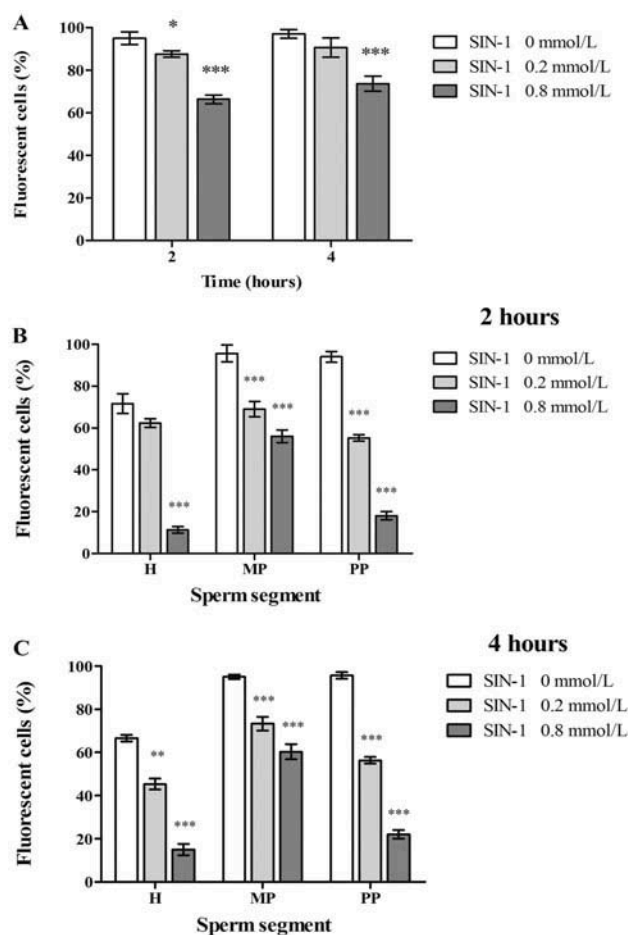 A
Fluorescent cells (%)
100
80
60
40
20
0
*
***
***
2
4
Time (hours)
SIN-1 0 mmol/L
SIN-1 0.2 mmol/L
SIN-1 0.8 mmol/L
2 hours
B
Fluorescent cells (%)
100
80
60
40
20
0
***
***
***
***
***
H
MP
PP
Sperm segment
SIN-1 0 mmol/L
SIN-1 0.2 mmol/L
SIN-1 0.8 mmol/L
4 hours
C
Fluorescent cells (%)
100
80
60
40
20
0
**
***
***
***
***
***
H
MP
PP
Sperm segment
SIN-1 0 mmol/L
SIN-1 0.2 mmol/L
SIN-1 0.8 mmol/L